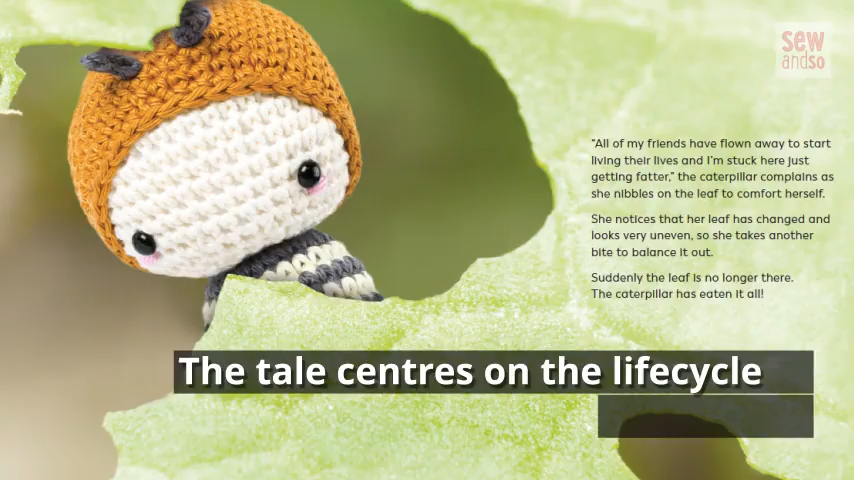 sew
andso
"All of my friends have flown away to start
living their lives and I'm stuck here just
getting fatter," the caterpillar complains as
she nibbles on the leaf to comfort herself.
She notices that her leaf has changed and
looks very uneven, so she takes another
bite to balance it out.
Suddenly the leaf is no longer there.
The caterpillar has eaten it all!
The tale centres on the lifecycle